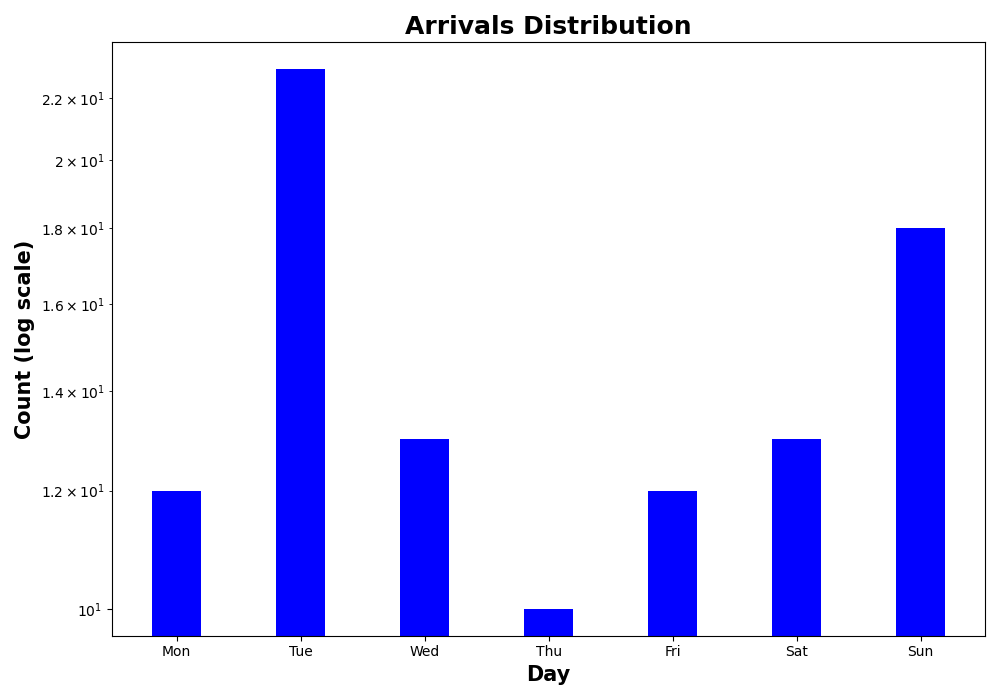 Arrivals Distribution
Count (log scale)
2.2 × 10¹
2 × 10¹
1.8 × 10¹
1.6 × 10¹
1.4 × 10¹
1.2 × 10¹
10¹
Mon Tue Wed Thu Fri Sat Sun
Day